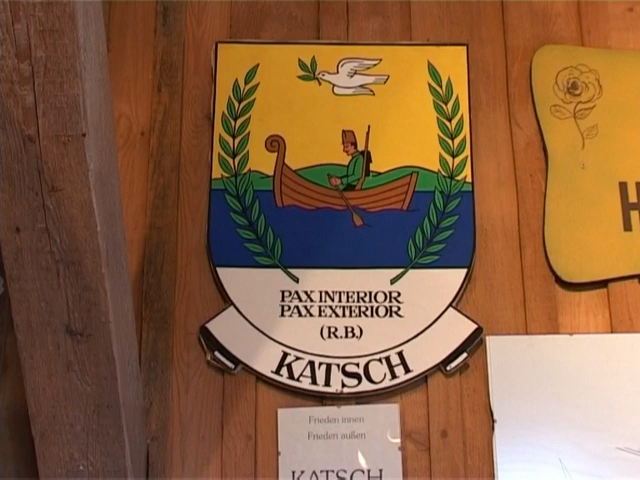 PAX INTERIOR
PAX EXTERIOR
(R.B.)
KATSCH
Frieden innen
Frieden außen
KATSCH
H